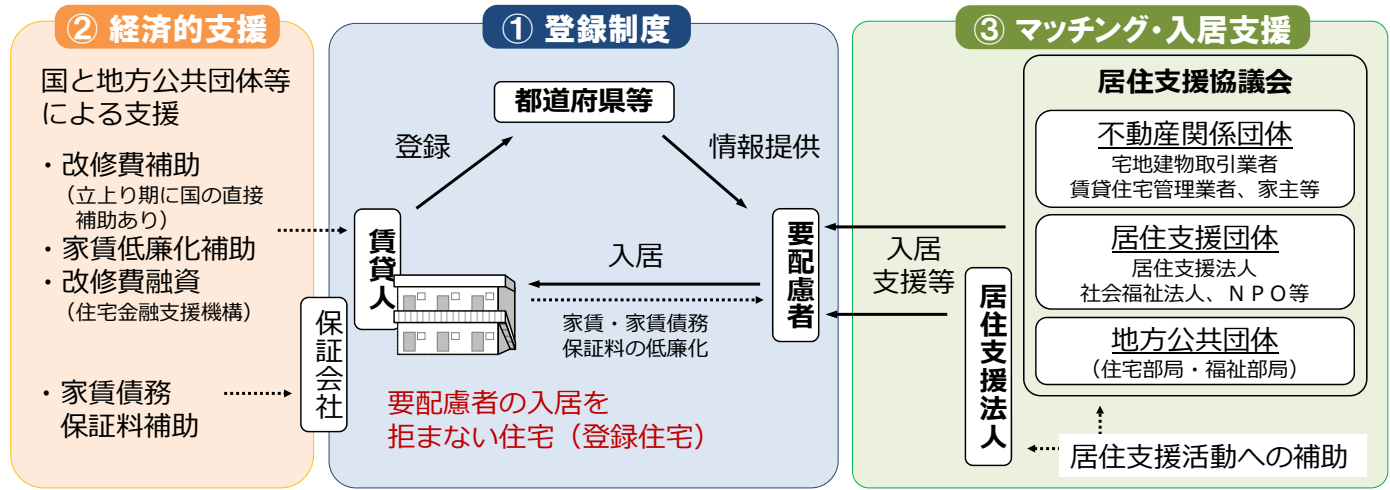 ② 経済的支援
国と地方公共団体等
による支援
・改修費補助
（立上り期に国の直接
補助あり）
・家賃低廉化補助
・改修費融資
（住宅金融支援機構）
・家賃債務
保証料補助
① 登録制度
都道府県等
登録
情報提供
賃貸人
保証会社
入居
家賃・家賃債務
保証料の低廉化
要配慮者
要配慮者の入居を
拒まない住宅（登録住宅）
③ マッチング・入居支援
入居
支援等
居住支援法人
居住支援協議会
不動産関係団体
宅地建物取引業者
賃貸住宅管理業者、家主等
居住支援団体
居住支援法人
社会福祉法人、ＮＰＯ等
地方公共団体
（住宅部局・福祉部局）
居住支援活動への補助